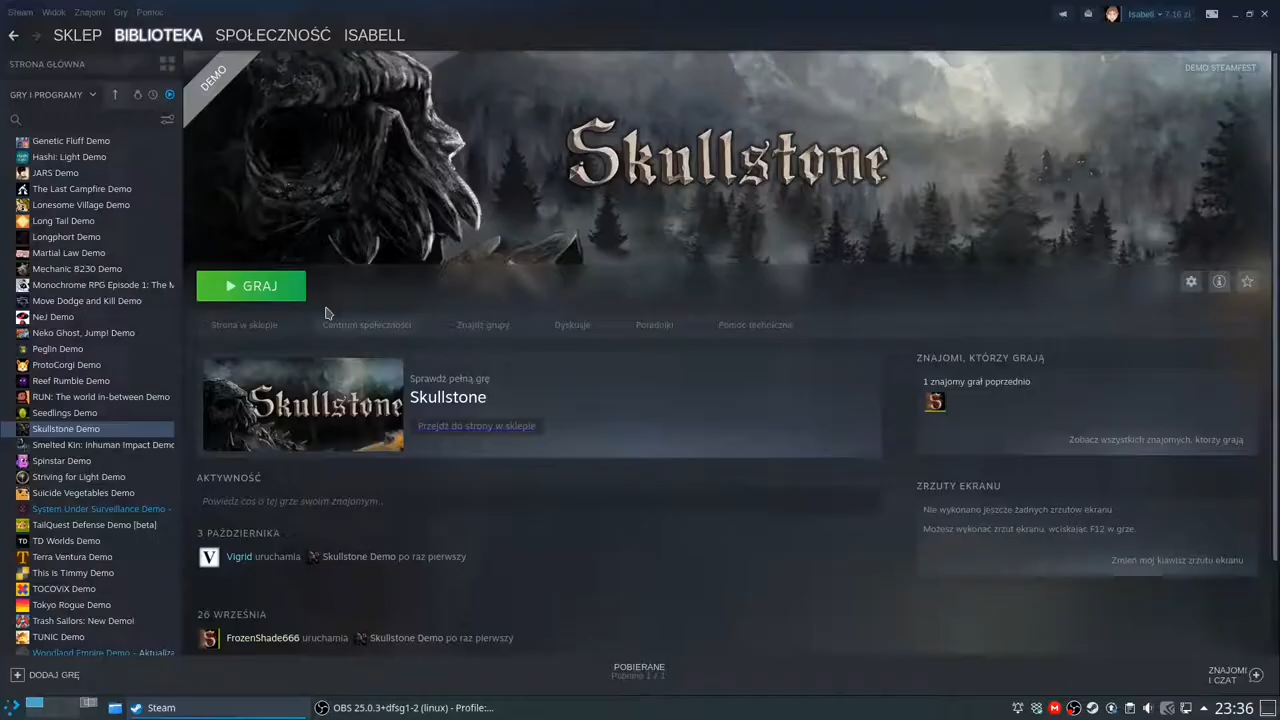 Steam Widok Znajomi Gry Pomoc
Isabell 7.16 zł
SKLEP BIBLIOTEKA SPOŁECZNOŚĆ ISABELL
STRONA GŁÓWNA
GRY I PROGRAMY
Genetic Fluff Demo
Hashi: Light Demo
JARS Demo
The Last Campfire Demo
Lonesome Village Demo
Long Tail Demo
Longphort Demo
Martial Law Demo
Mechanic 8230 Demo
Monochrome RPG Episode 1: The M
Move Dodge and Kill Demo
NeJ Demo
Neko Ghost, Jump! Demo
Peglin Demo
ProtoCorgi Demo
Reef Rumble Demo
RUN: The world in-between Demo
Seedlings Demo
Skullstone Demo
Smelted Kin: Inhuman Impact Demo
Spinstar Demo
Striving for Light Demo
Suicide Vegetables Demo
System Under Surveillance Demo -
TailQuest Defense Demo [beta]
TD Worlds Demo
Terra Ventura Demo
This is Timmy Demo
TOCOViX Demo
Tokyo Rogue Demo
Trash Sailors: New Demo!
TUNIC Demo
Woodland Empire Demo - Aktualiza
DEMO
DEMO STEAMFEST
Skullstone
GRAJ
Strona w sklepie Centrum społeczności Znajdź grupy Dyskusje Poradniki Pomoc techniczna
Skullstone
Sprawdź pełną grę
Skullstone
Przejdź do strony w sklepie
AKTYWNOŚĆ
Powiedz coś o tej grze swoim znajomym...
3 PAŹDZIERNIKA
V Vigrid uruchamia Skullstone Demo po raz pierwszy
26 WRZEŚNIA
S FrozenShade666 uruchamia Skullstone Demo po raz pierwszy
ZNAJOMI, KTÓRZY GRAJĄ
1 znajomy grał poprzednio
S
Zobacz wszystkich znajomych, którzy grają
ZRZUTY EKRANU
Nie wykonano jeszcze żadnych zrzutów ekranu
Możesz wykonać zrzut ekranu, wciskając F12 w grze.
Zmień mój klawisz zrzutu ekranu
DODAJ GRĘ
POBIERANE
Pobrano 1 / 1
ZNAJOMI
I CZAT
Steam
OBS 25.0.3+dfsg1-2 (linux) - Profile:...
23:36